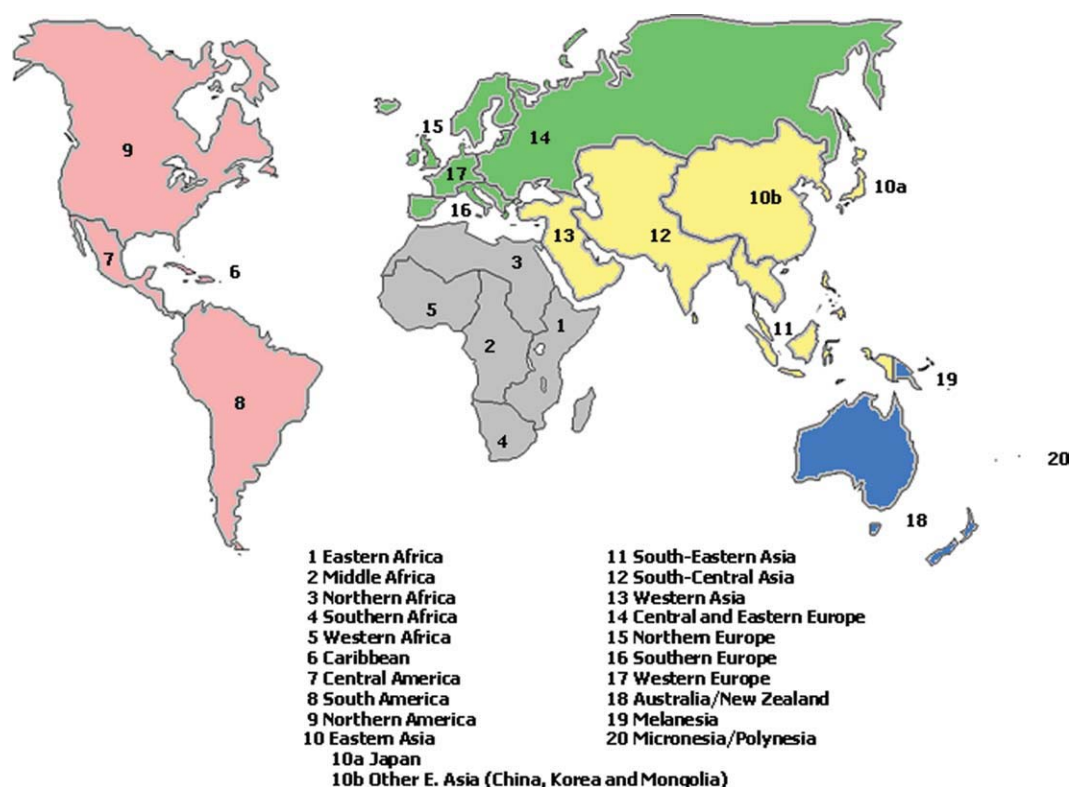 15
14
9
17
10b
10a
16
13
12
7
6
3
5
1
11
2
19
8
4
20
18
1 Eastern Africa
2 Middle Africa
3 Northern Africa
4 Southern Africa
5 Western Africa
6 Caribbean
7 Central America
8 South America
9 Northern America
10 Eastern Asia
10a Japan
10b Other E. Asia (China, Korea and Mongolia)
11 South-Eastern Asia
12 South-Central Asia
13 Western Asia
14 Central and Eastern Europe
15 Northern Europe
16 Southern Europe
17 Western Europe
18 Australia/New Zealand
19 Melanesia
20 Micronesia/Polynesia